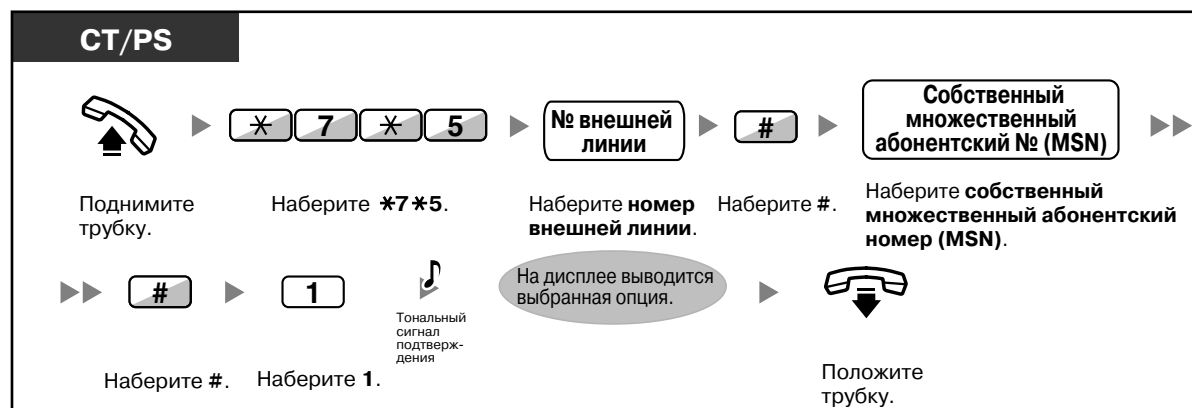 CT/PS
✳ 7 ✳ 5
№ внешней
линии
#
Собственный
множественный
абонентский № (MSN)
Поднимите
трубку.
Наберите ✳7✳5.
Наберите номер
внешней линии.
Наберите #.
Наберите собственный
множественный абонентский
номер (MSN).
#
1
Тональный
сигнал
подтверж-
дения
На дисплее выводится
выбранная опция.
Наберите #.
Наберите 1.
Положите
трубку.